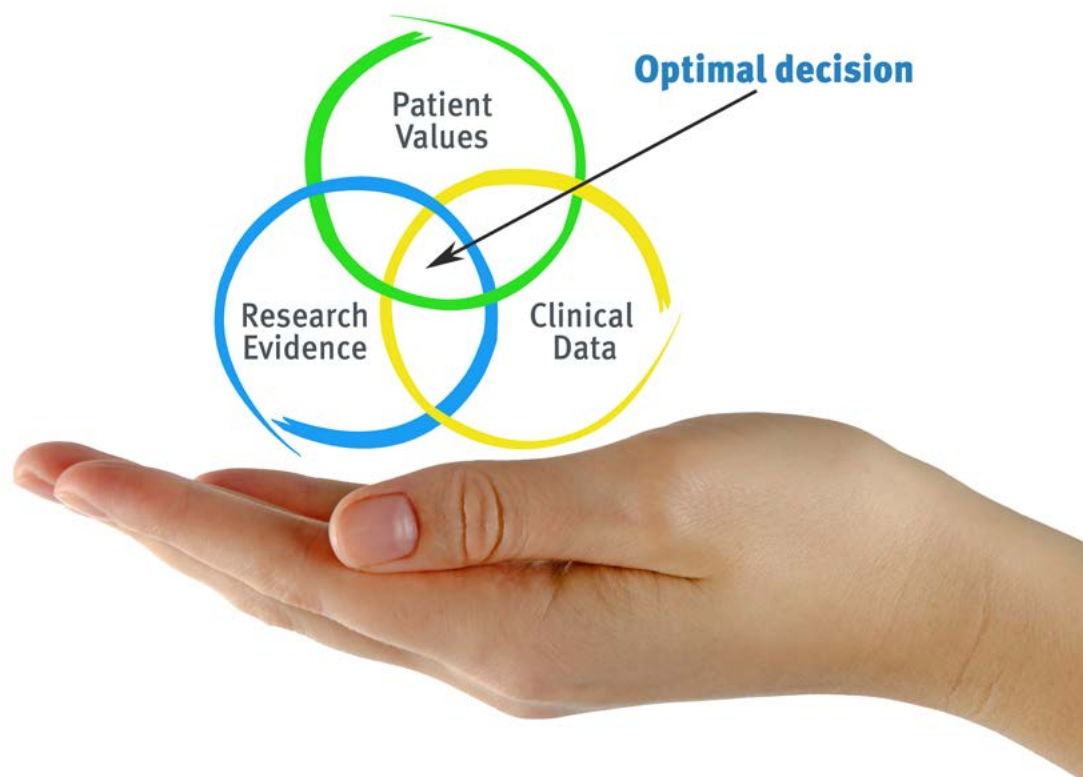 Optimal decision
Patient
Values
Research
Evidence
Clinical
Data